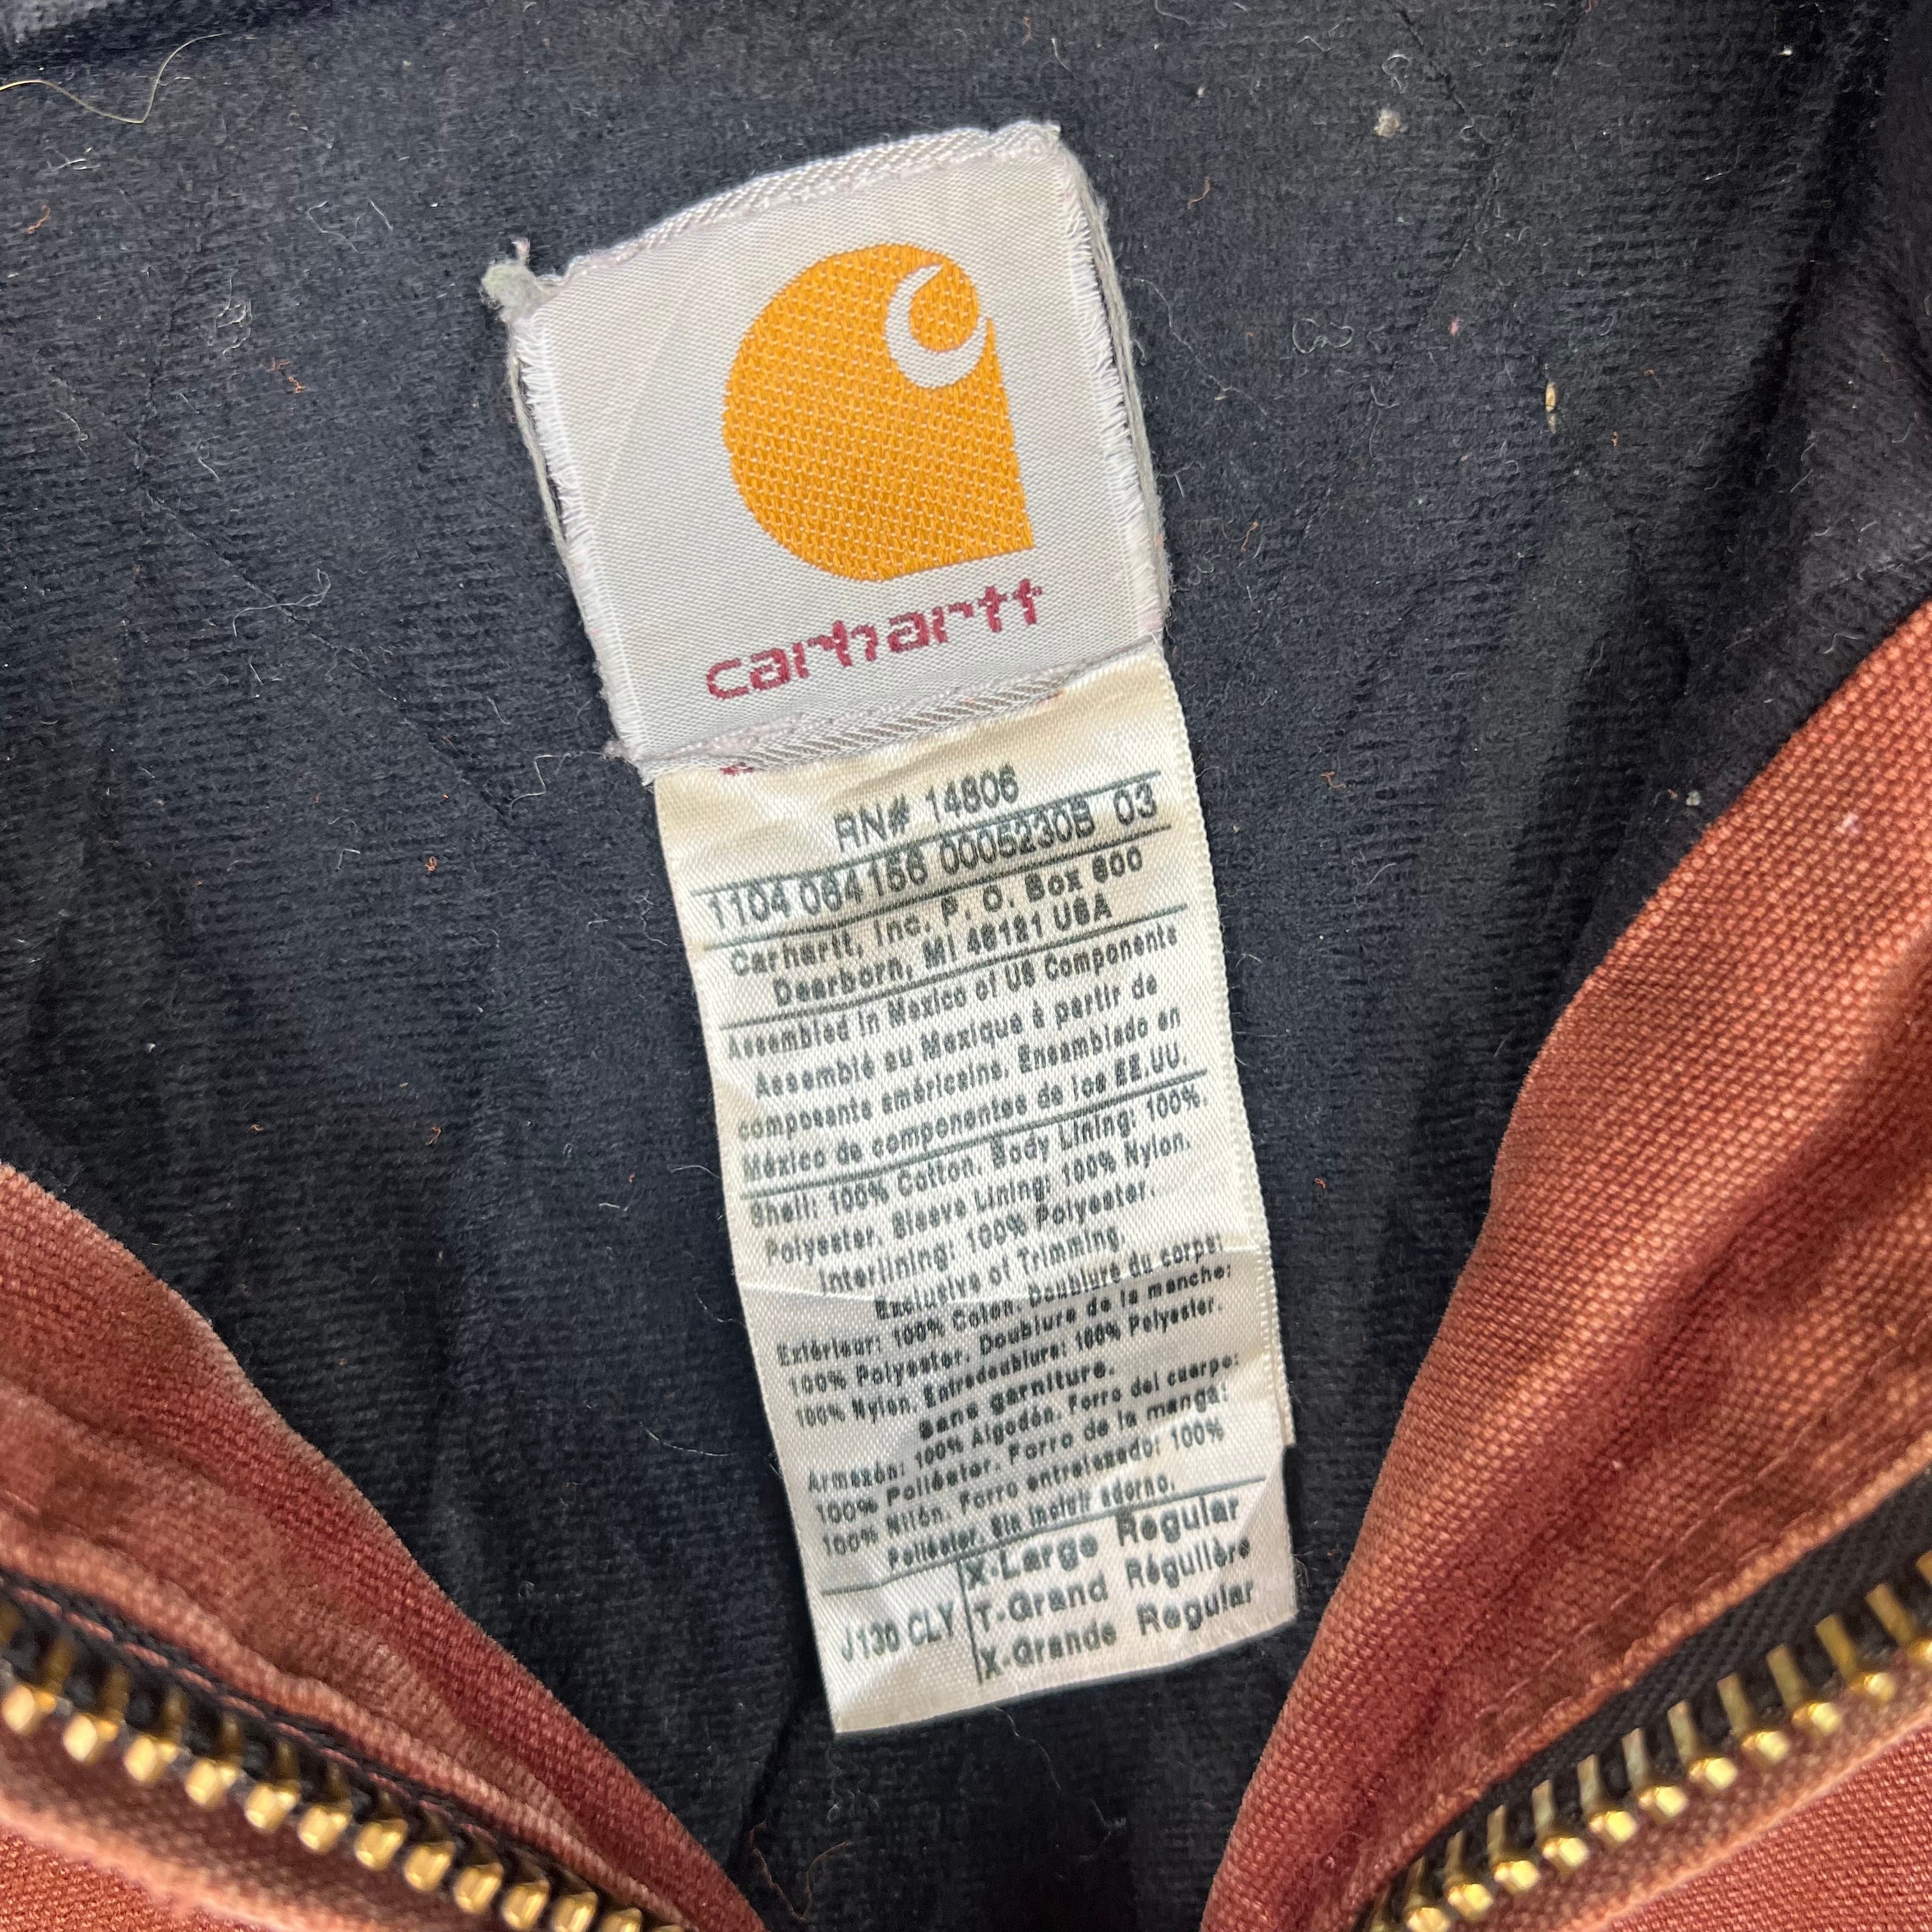 carhartt
RN# 14806
1104 064 156 0005230B 03
Carhartt, Inc. P. O. Box 600
Dearborn, MI 48121 USA
Assembled in Mexico of US Components
Assemblé au Mexique à partir de
composants américains. Ensamblado en
México de componentes de los EE.UU.
Shell: 100% Cotton. Body Lining: 100%
Polyester. Sleeve Lining: 100% Nylon.
Interlining: 100% Polyester.
Exclusive of Trimming.
Extérieur: 100% Coton. Doublure du corps:
100% Polyester. Doublure de la manche:
100% Nylon. Entredoublure: 100% Polyester.
Sans garniture.
Armazón: 100% Algodón. Forro del cuerpo:
100% Poliéster. Forro de la manga:
100% Nilón. Forro entrelazado: 100%
Poliéster. Sin incluir adorno.
X-Large Regular
T-Grand Régulière
J130 CLY X-Grande Regular